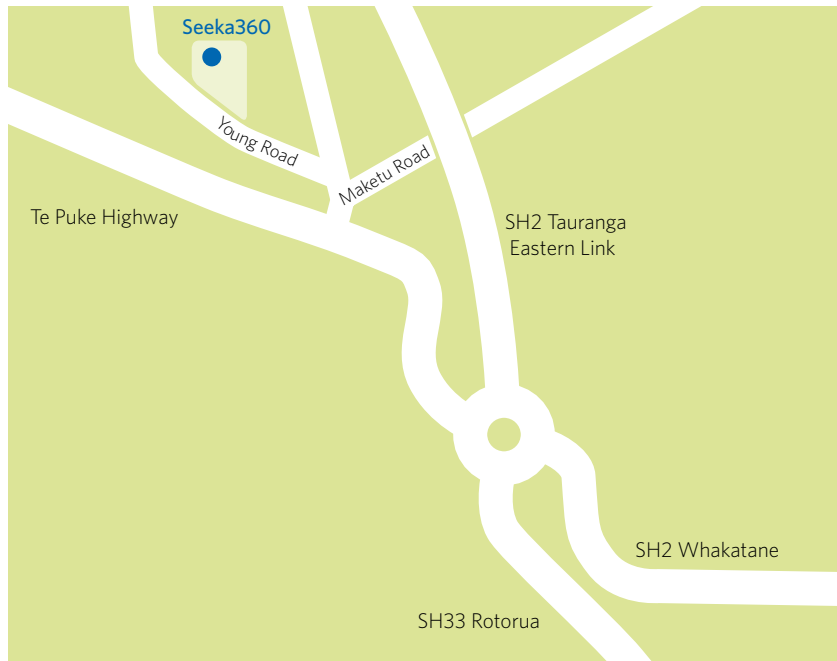 Seeka360
Young Road
Maketu Road
Te Puke Highway
SH2 Tauranga
Eastern Link
SH2 Whakatane
SH33 Rotorua